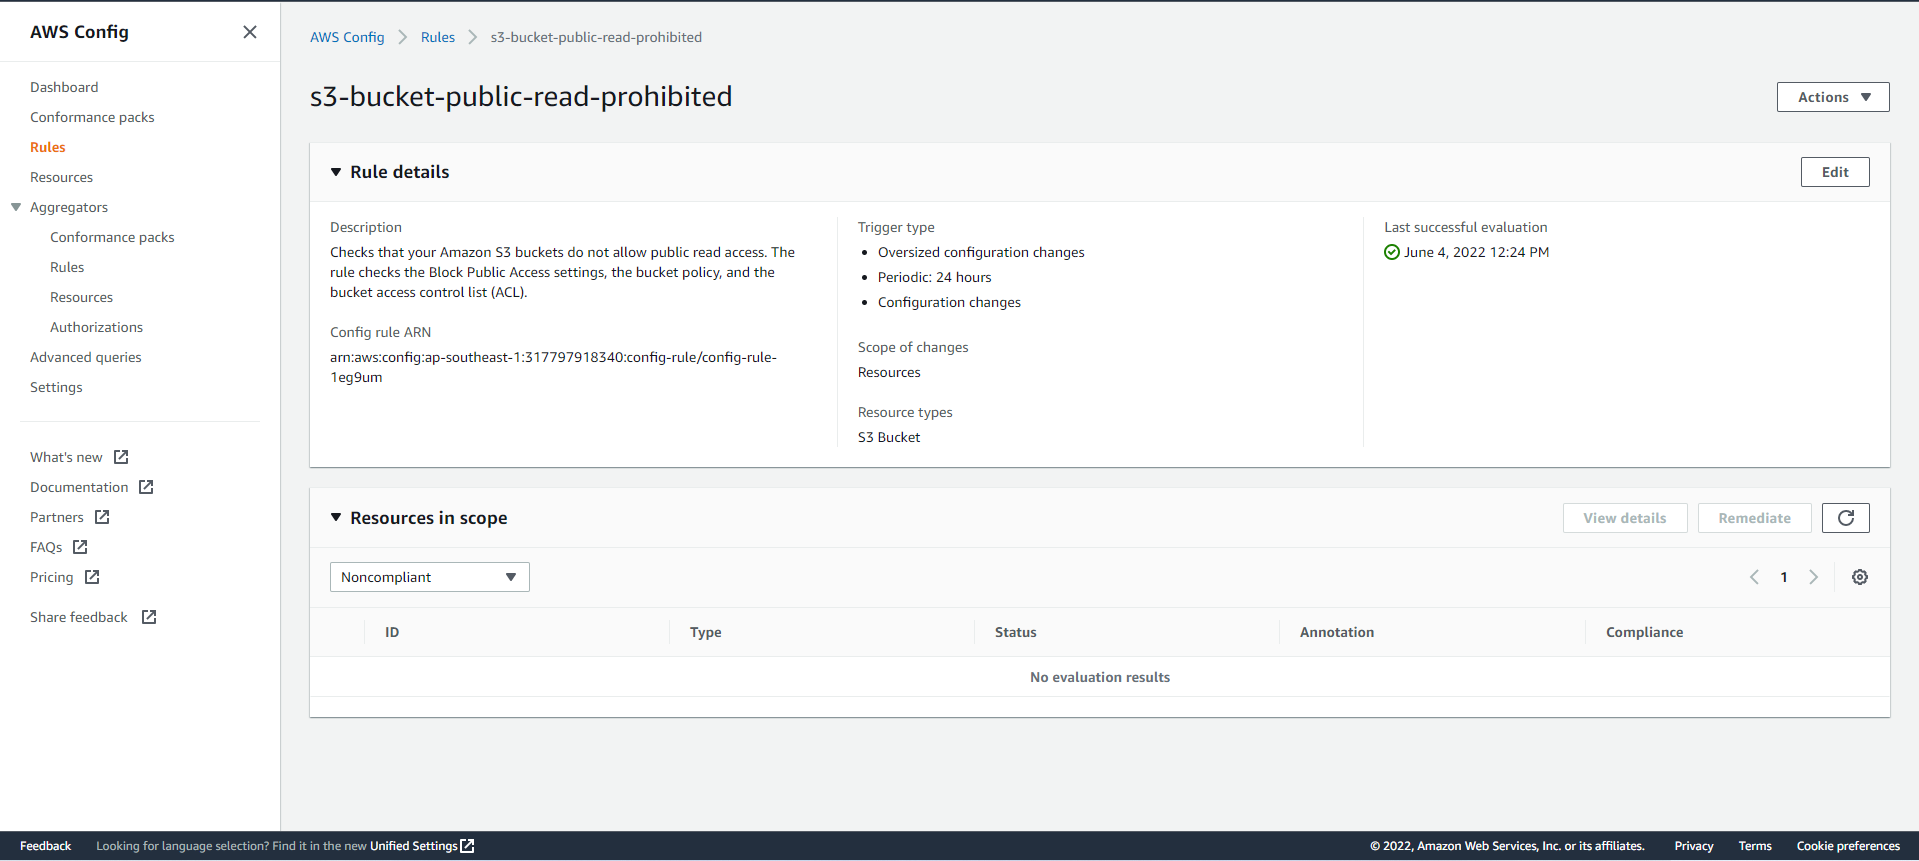 AWS Config
Dashboard
Conformance packs
Rules
Resources
Aggregators
Conformance packs
Rules
Resources
Authorizations
Advanced queries
Settings
What's new
Documentation
Partners
FAQs
Pricing
Share feedback
AWS Config > Rules > s3-bucket-public-read-prohibited
s3-bucket-public-read-prohibited
Actions
Rule details
Edit
Description
Checks that your Amazon S3 buckets do not allow public read access. The
rule checks the Block Public Access settings, the bucket policy, and the
bucket access control list (ACL).
Config rule ARN
arn:aws:config:ap-southeast-1:317797918340:config-rule/config-rule-
1eg9um
Trigger type
• Oversized configuration changes
• Periodic: 24 hours
• Configuration changes
Scope of changes
Resources
Resource types
S3 Bucket
Last successful evaluation
June 4, 2022 12:24 PM
Resources in scope
View details Remediate
Noncompliant
1
ID Type Status Annotation Compliance
No evaluation results
Feedback Looking for language selection? Find it in the new Unified Settings © 2022, Amazon Web Services, Inc. or its affiliates. Privacy Terms Cookie preferences